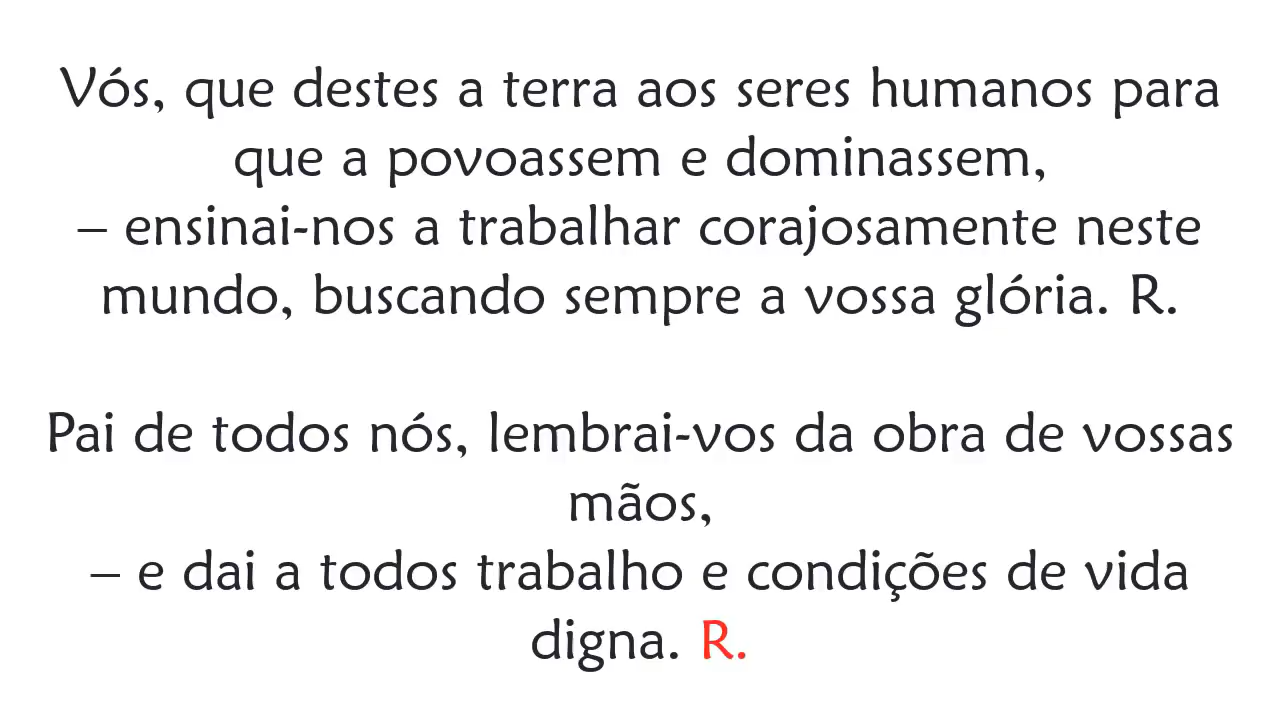 Vós, que destes a terra aos seres humanos para
que a povoassem e dominassem,
– ensinai-nos a trabalhar corajosamente neste
mundo, buscando sempre a vossa glória. R.
Pai de todos nós, lembrai-vos da obra de vossas
mãos,
– e dai a todos trabalho e condições de vida
digna. R.